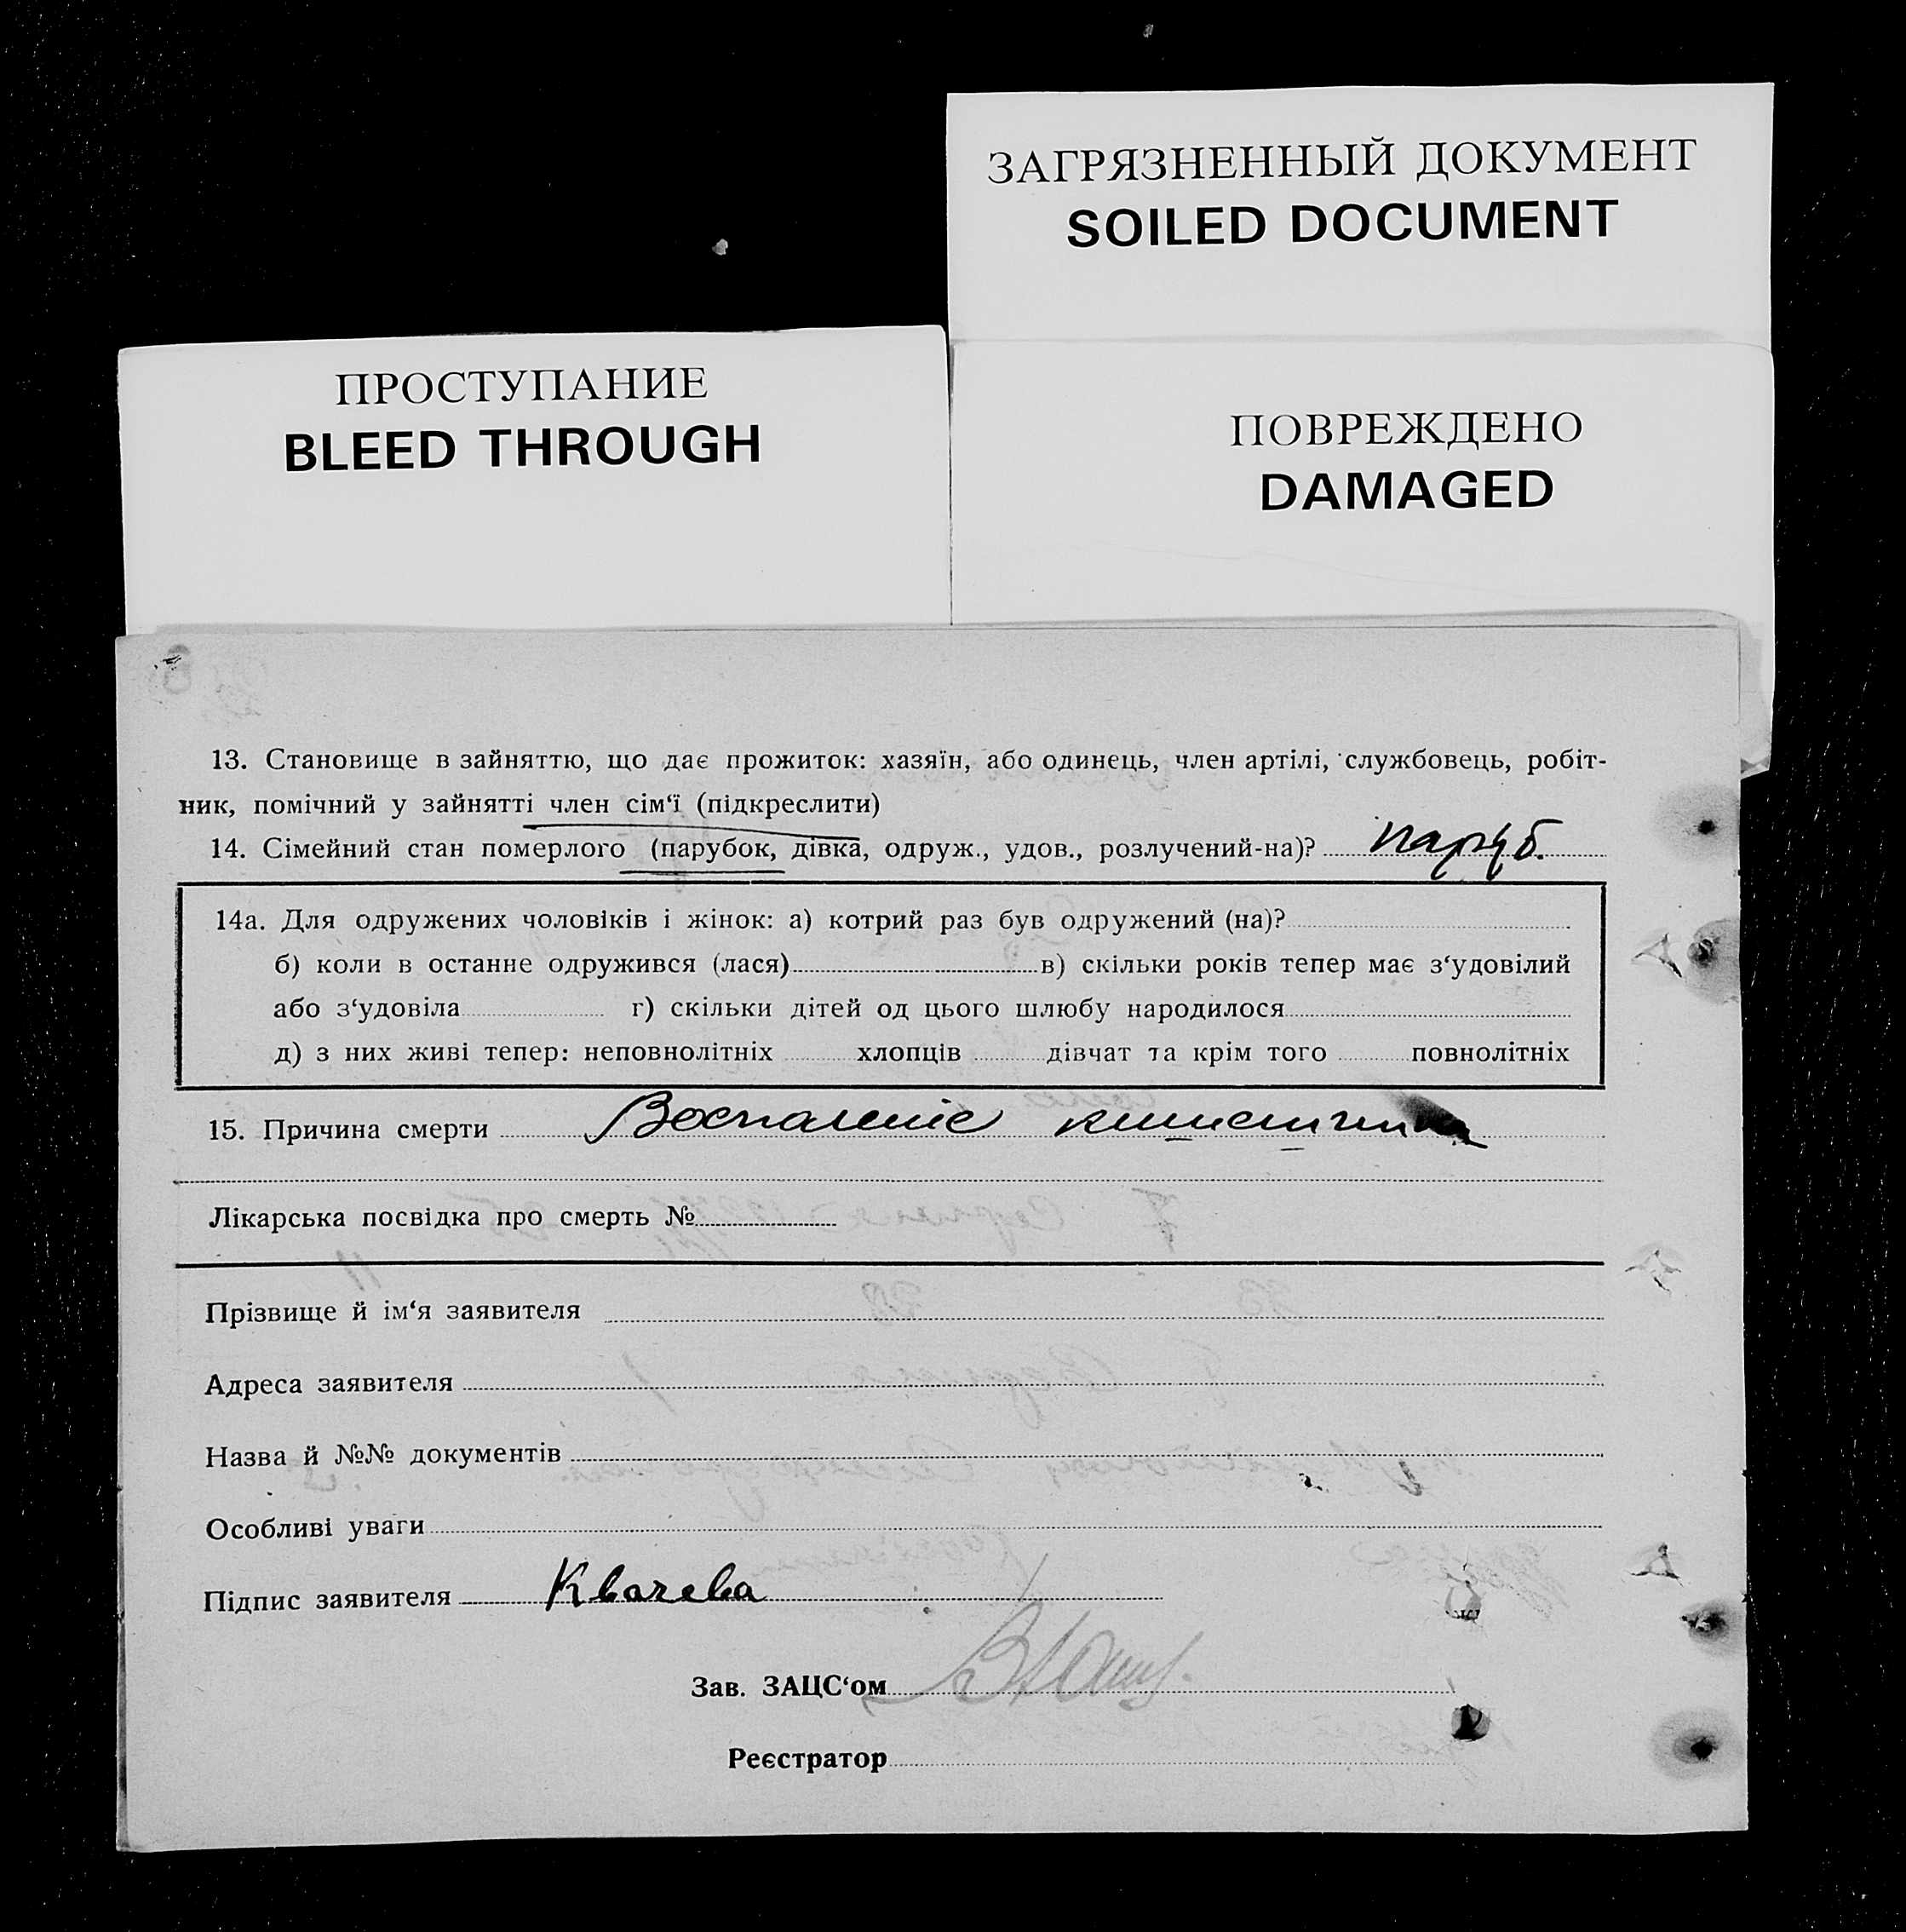 ЗАГРЯЗНЕННЫЙ ДОКУМЕНТ
SOILED DOCUMENT
ПРОСТУПАНИЕ
BLEED THROUGH
ПОВРЕЖДЕНО
DAMAGED
13. Становище в зайняттю, що дає прожиток: хазяїн, або одинець, член артілі, службовець, робіт-
ник, помічний у зайнятті член сім‘ї (підкреслити)
14. Сімейний стан померлого (парубок, дівка, одруж., удов., розлучений-на)? паруб.
14а. Для одружених чоловіків і жінок: а) котрий раз був одружений (на)?
б) коли в останне одружився (лася) в) скільки років тепер має з‘удовілий
або з‘удовіла г) скільки дітей од цього шлюбу народилося
д) з них живі тепер: неповнолітніх хлопців дівчат та крім того повнолітніх
15. Причина смерти Воспаление кишечника
Лікарська посвідка про смерть №
Прізвище й ім‘я заявителя
Адреса заявителя
Назва й №№ документів
Особливі уваги
Підпис заявителя Квачева
Зав. ЗАЦС‘ом
Реєстратор